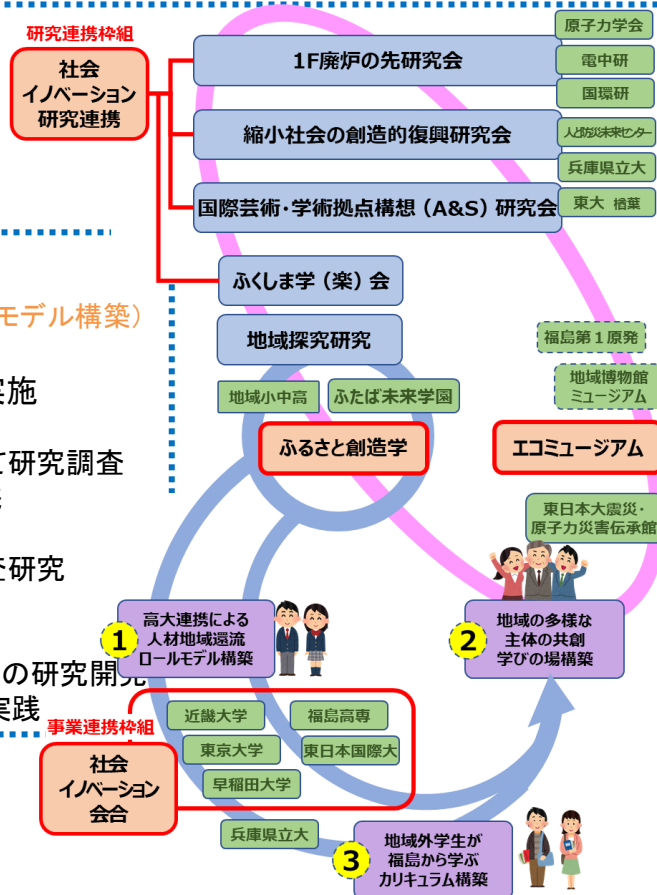 研究連携枠組
社会
イノベーション
研究連携
1F廃炉の先研究会
縮小社会の創造的復興研究会
国際芸術・学術拠点構想（A&S）研究会
原子力学会
電中研
国環研
人と防災未来センター
兵庫県立大
東大 楢葉
ふくしま学（楽）会
地域探究研究
モデル構築）
実施
て研究調査
査研究
の研究開発
実践
地域小中高
ふたば未来学園
ふるさと創造学
福島第１原発
地域博物館
ミュージアム
エコミュージアム
東日本大震災・
原子力災害伝承館
1
高大連携による
人材地域還流
ロールモデル構築
2
地域の多様な
主体の共創
学びの場構築
事業連携枠組
社会
イノベーション
会合
近畿大学
福島高専
東京大学
東日本国際大
早稲田大学
兵庫県立大
3
地域外学生が
福島から学ぶ
カリキュラム構築